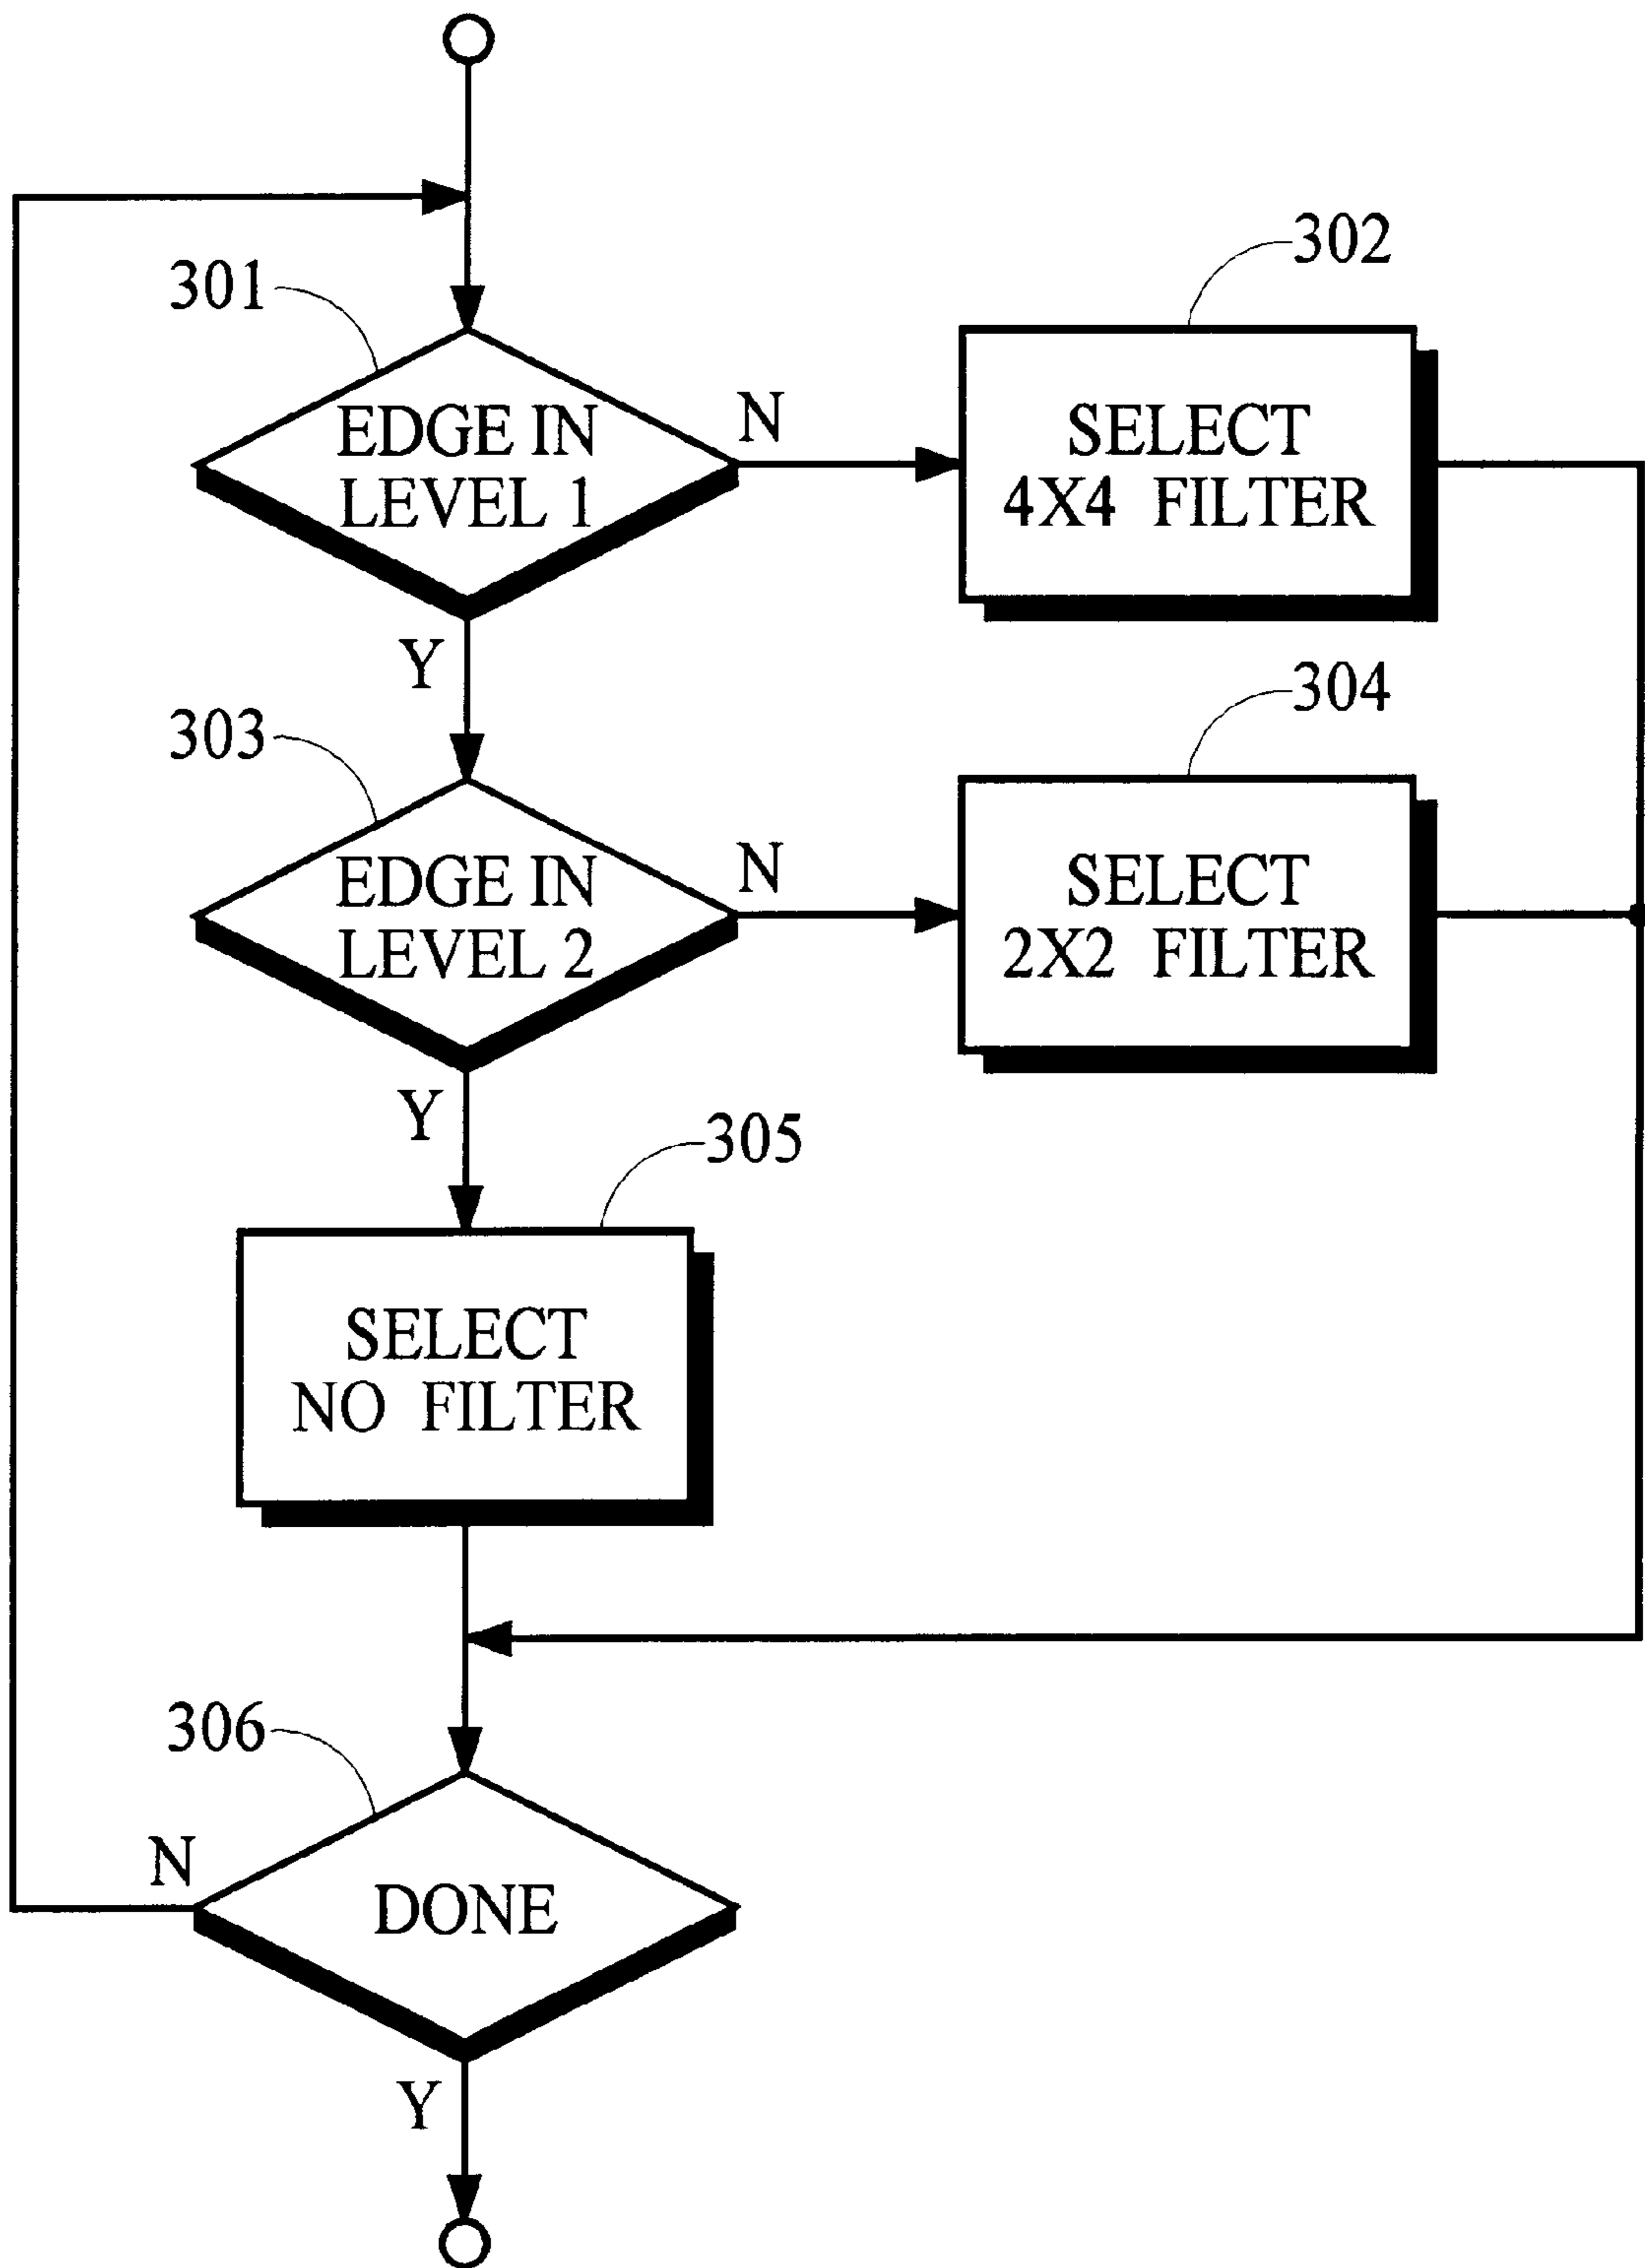 302
301
EDGE IN
LEVEL 1
N
SELECT
4X4 FILTER
Y
304
303
EDGE IN
LEVEL 2
N
SELECT
2X2 FILTER
Y
305
SELECT
NO FILTER
306
N
DONE
Y